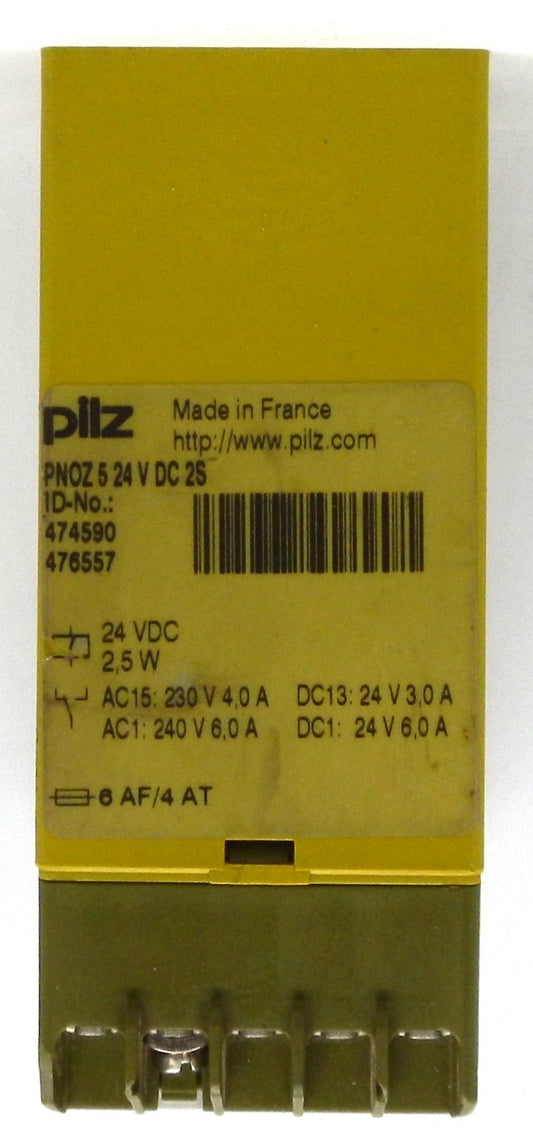 pilz
Made in France
http://www.pilz.com
PNOZ 5 24 V DC 2S
ID-No.:
474590
476557
24 VDC
2,5 W
AC15: 230 V 4,0 A DC13: 24 V 3,0 A
AC1: 240 V 6,0 A DC1: 24 V 6,0 A
6 AF/4 AT